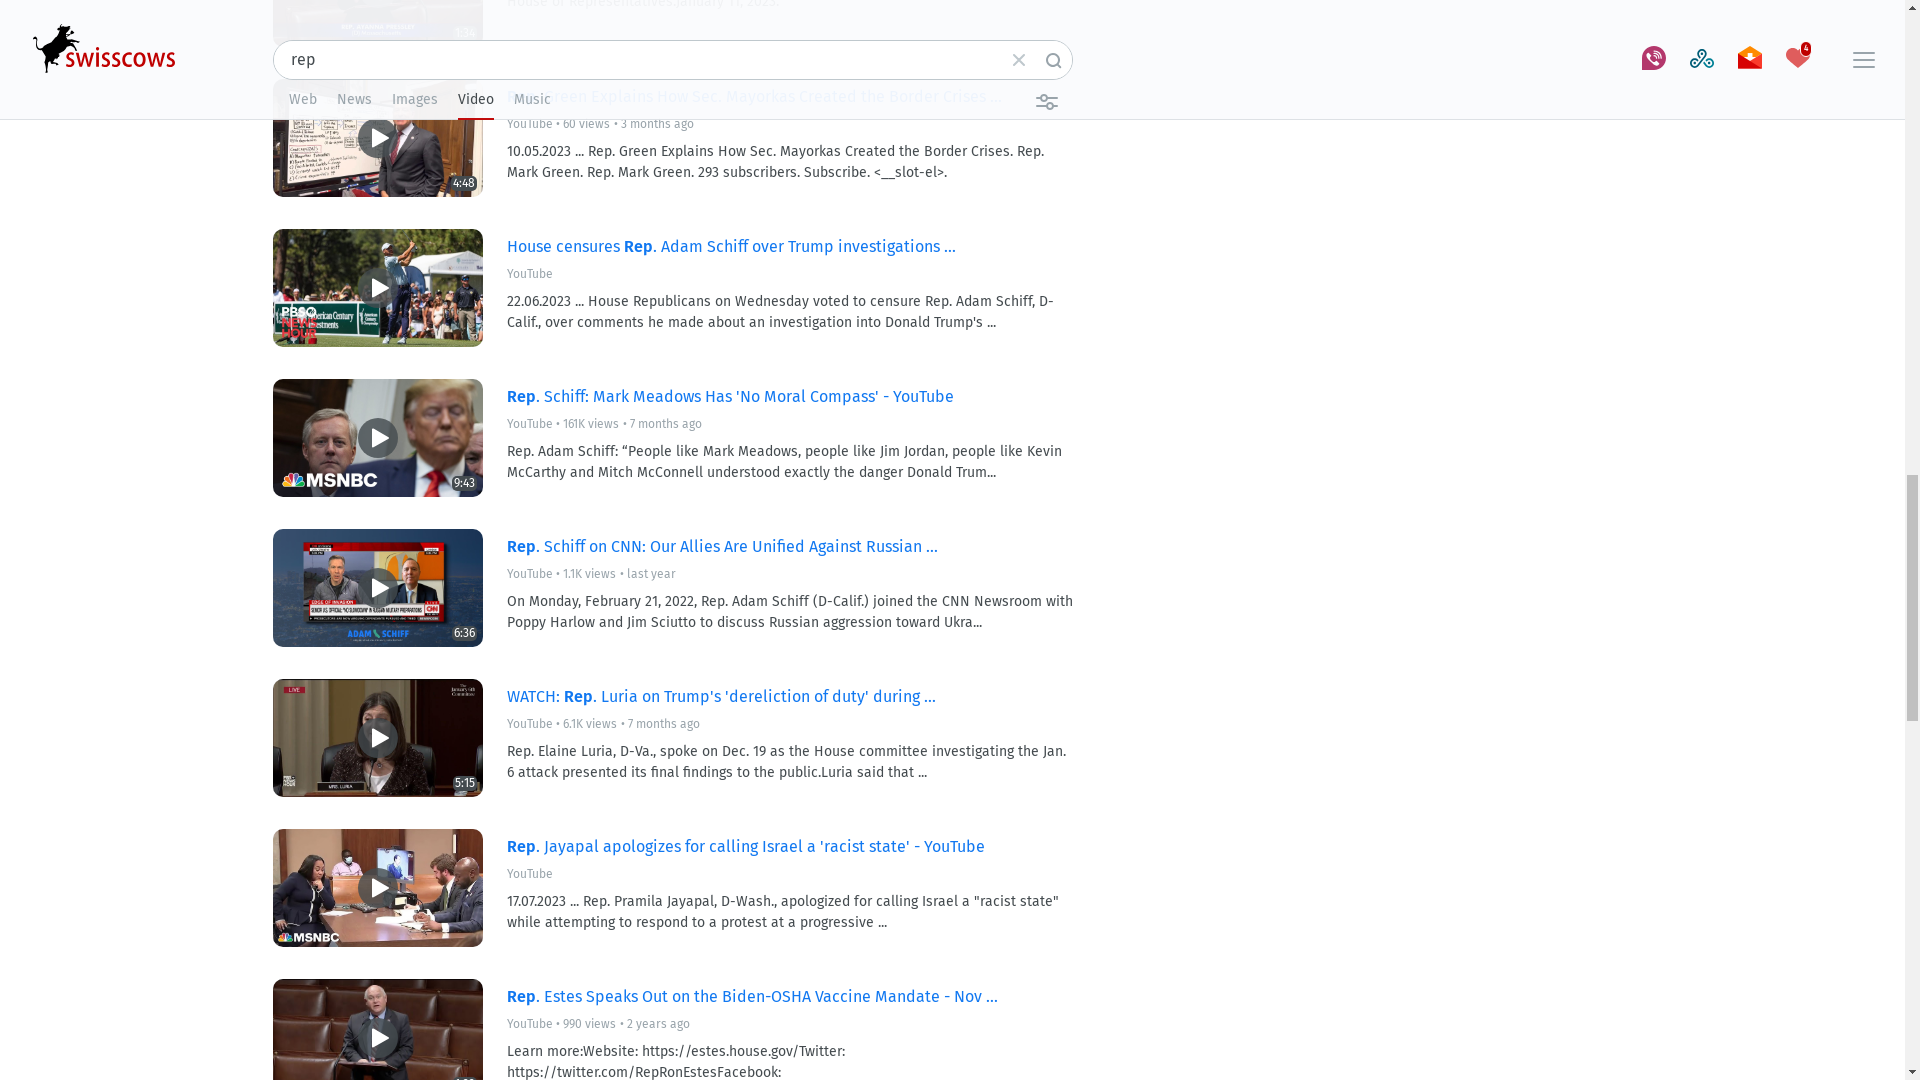 House of Representatives January 11, 2023.
swisscows
rep
4
Web News Images Video Music
Rep. Green Explains How Sec. Mayorkas Created the Border Crises ...
YouTube • 60 views • 3 months ago
10.05.2023 ... Rep. Green Explains How Sec. Mayorkas Created the Border Crises. Rep.
Mark Green. Rep. Mark Green. 293 subscribers. Subscribe. <__slot-el>.
4:48
House censures Rep. Adam Schiff over Trump investigations ...
YouTube
22.06.2023 ... House Republicans on Wednesday voted to censure Rep. Adam Schiff, D-
Calif., over comments he made about an investigation into Donald Trump's ...
PBS
NEWS
HOUR
Rep. Schiff: Mark Meadows Has 'No Moral Compass' - YouTube
YouTube • 161K views • 7 months ago
Rep. Adam Schiff: “People like Mark Meadows, people like Jim Jordan, people like Kevin
McCarthy and Mitch McConnell understood exactly the danger Donald Trum...
MSNBC
9:43
Rep. Schiff on CNN: Our Allies Are Unified Against Russian ...
YouTube • 1.1K views • last year
On Monday, February 21, 2022, Rep. Adam Schiff (D-Calif.) joined the CNN Newsroom with
Poppy Harlow and Jim Sciutto to discuss Russian aggression toward Ukra...
CNN
ADAM SCHIFF
6:36
WATCH: Rep. Luria on Trump's 'dereliction of duty' during ...
YouTube • 6.1K views • 7 months ago
Rep. Elaine Luria, D-Va., spoke on Dec. 19 as the House committee investigating the Jan.
6 attack presented its final findings to the public.Luria said that ...
LIVE
MRS. LURIA
5:15
Rep. Jayapal apologizes for calling Israel a 'racist state' - YouTube
YouTube
17.07.2023 ... Rep. Pramila Jayapal, D-Wash., apologized for calling Israel a "racist state"
while attempting to respond to a protest at a progressive ...
MSNBC
Rep. Estes Speaks Out on the Biden-OSHA Vaccine Mandate - Nov ...
YouTube • 990 views • 2 years ago
Learn more:Website: https://estes.house.gov/Twitter:
https://twitter.com/RepRonEstesFacebook: